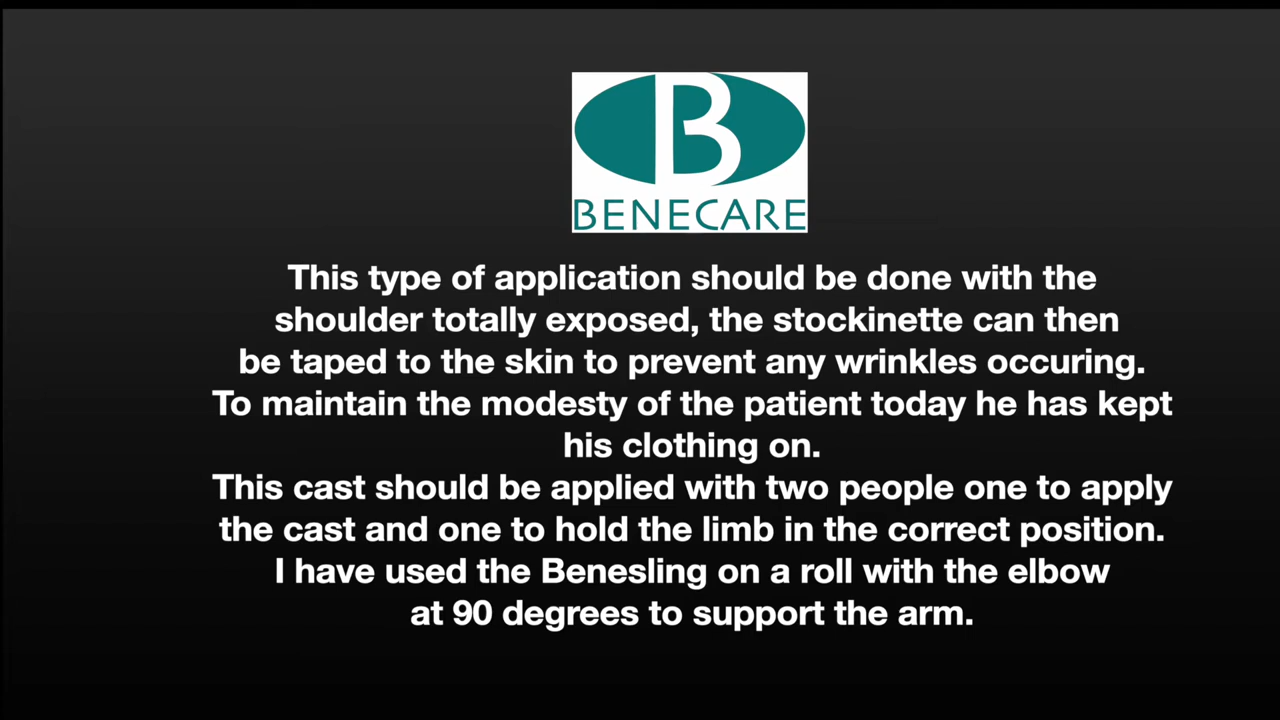 B
BENECARE
This type of application should be done with the
shoulder totally exposed, the stockinette can then
be taped to the skin to prevent any wrinkles occuring.
To maintain the modesty of the patient today he has kept
his clothing on.
This cast should be applied with two people one to apply
the cast and one to hold the limb in the correct position.
I have used the Benesling on a roll with the elbow
at 90 degrees to support the arm.